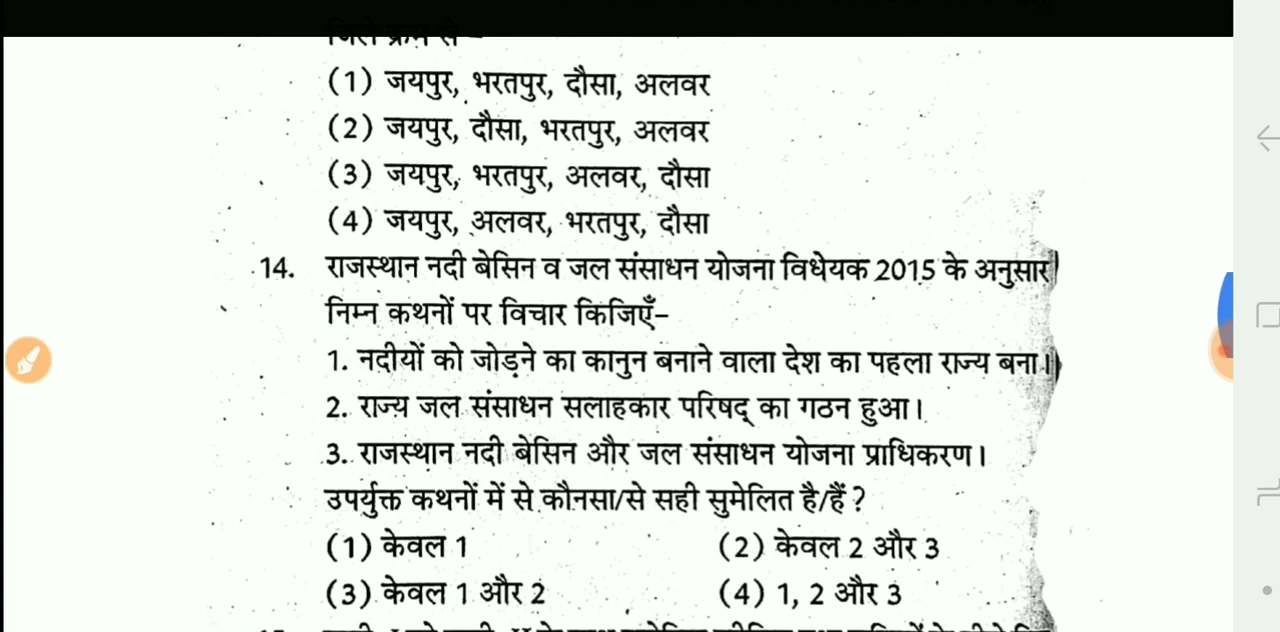 जिले क्रम से –
(1) जयपुर, भरतपुर, दौसा, अलवर
(2) जयपुर, दौसा, भरतपुर, अलवर
(3) जयपुर, भरतपुर, अलवर, दौसा
(4) जयपुर, अलवर, भरतपुर, दौसा
14. राजस्थान नदी बेसिन व जल संसाधन योजना विधेयक 2015 के अनुसार
निम्न कथनों पर विचार किजिएँ–
1. नदीयों को जोड़ने का कानुन बनाने वाला देश का पहला राज्य बना।
2. राज्य जल संसाधन सलाहकार परिषद् का गठन हुआ।
3. राजस्थान नदी बेसिन और जल संसाधन योजना प्राधिकरण।
उपर्युक्त कथनों में से कौनसा/से सही सुमेलित है/हैं ?
(1) केवल 1 (2) केवल 2 और 3
(3) केवल 1 और 2 (4) 1, 2 और 3